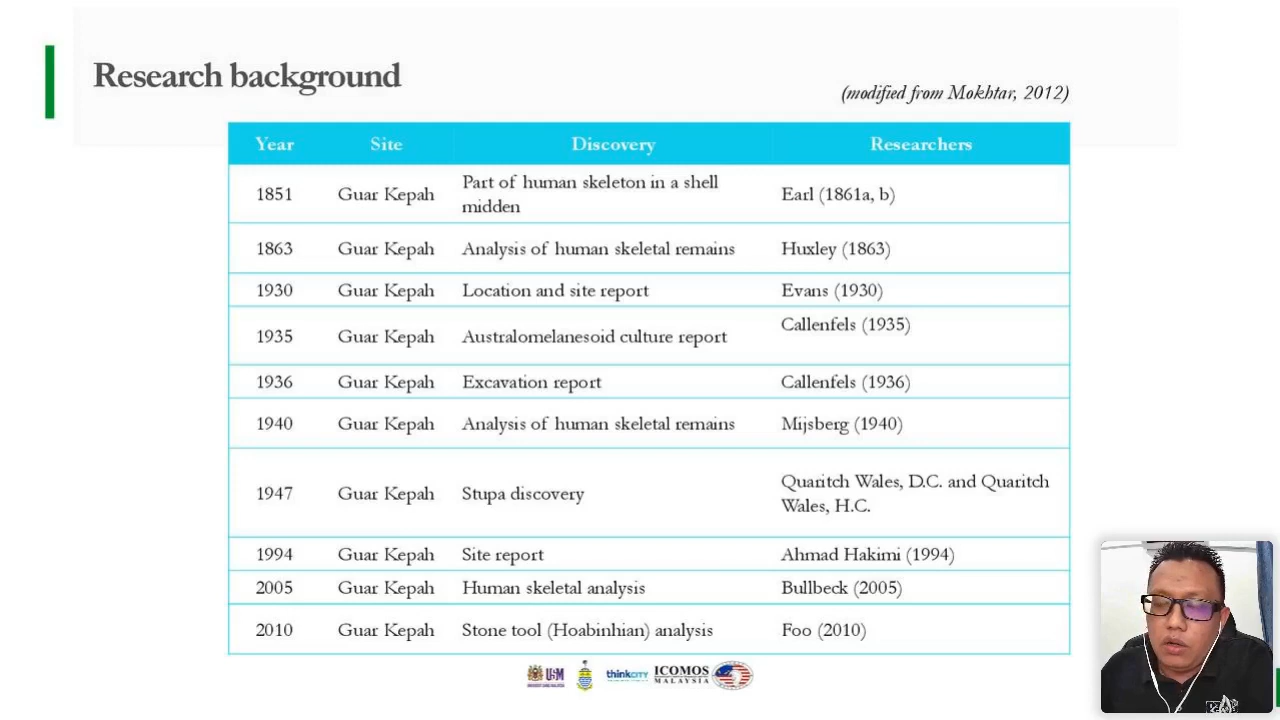 Research background
(modified from Mokhtar, 2012)
Year Site Discovery Researchers
1851 Guar Kepah Part of human skeleton in a shell midden Earl (1861a, b)
1863 Guar Kepah Analysis of human skeletal remains Huxley (1863)
1930 Guar Kepah Location and site report Evans (1930)
1935 Guar Kepah Australomelanesoid culture report Callenfels (1935)
1936 Guar Kepah Excavation report Callenfels (1936)
1940 Guar Kepah Analysis of human skeletal remains Mijsberg (1940)
1947 Guar Kepah Stupa discovery Quaritch Wales, D.C. and Quaritch Wales, H.C.
1994 Guar Kepah Site report Ahmad Hakimi (1994)
2005 Guar Kepah Human skeletal analysis Bullbeck (2005)
2010 Guar Kepah Stone tool (Hoabinhian) analysis Foo (2010)
USM thinkcity ICOMOS
MALAYSIA